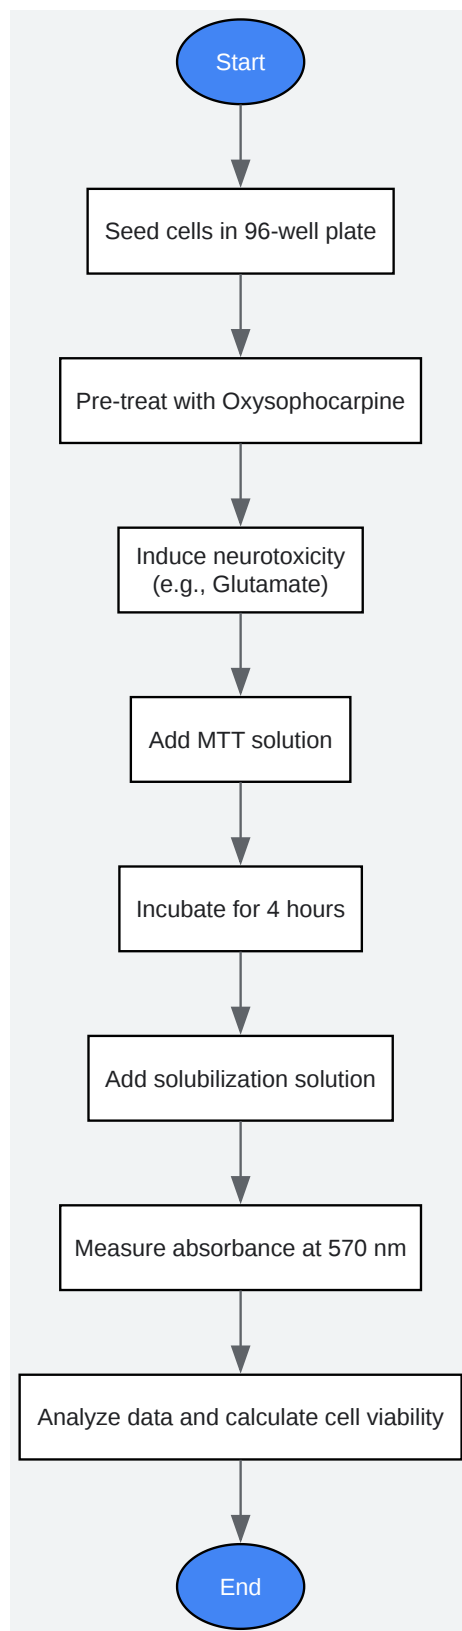 Start
Seed cells in 96-well plate
Pre-treat with Oxysophocarpine
Induce neurotoxicity
(e.g., Glutamate)
Add MTT solution
Incubate for 4 hours
Add solubilization solution
Measure absorbance at 570 nm
Analyze data and calculate cell viability
End